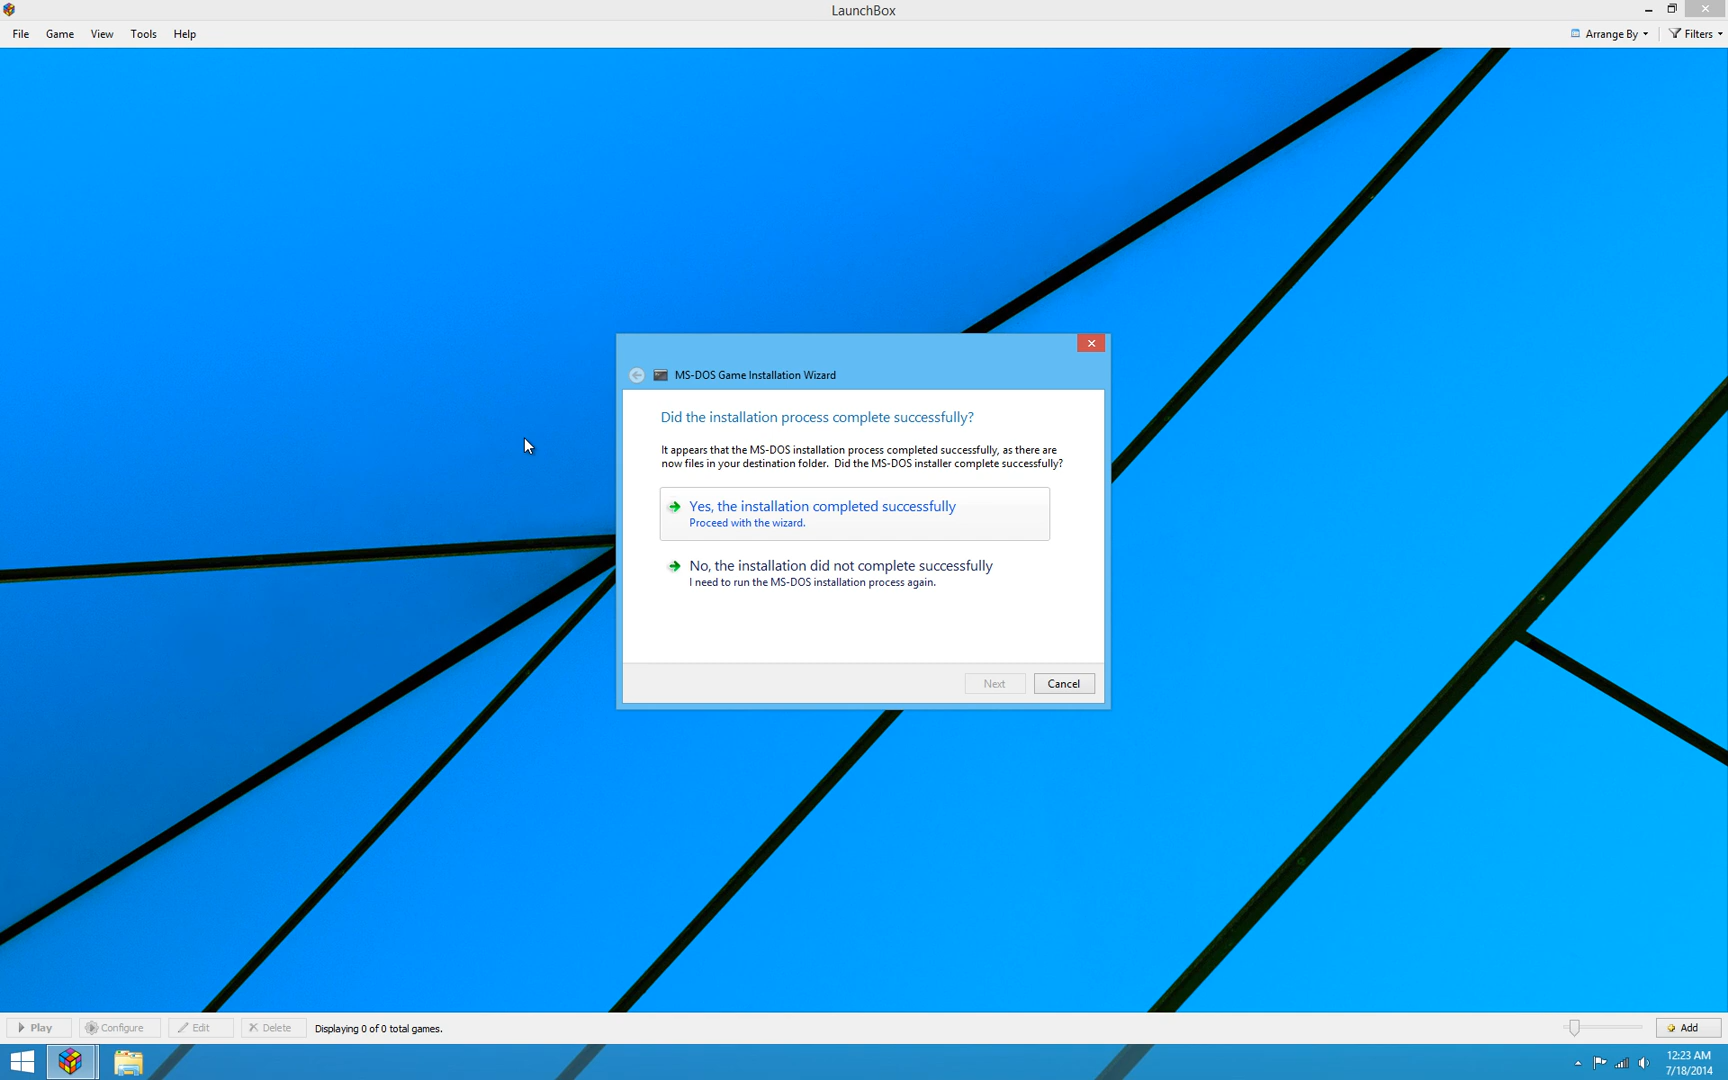 LaunchBox
File Game View Tools Help Arrange By Filters
MS-DOS Game Installation Wizard
Did the installation process complete successfully?
It appears that the MS-DOS installation process completed successfully, as there are
now files in your destination folder. Did the MS-DOS installer complete successfully?
Yes, the installation completed successfully
Proceed with the wizard.
No, the installation did not complete successfully
I need to run the MS-DOS installation process again.
Next Cancel
Play Configure Edit Delete Displaying 0 of 0 total games. Add
12:23 AM
7/18/2014